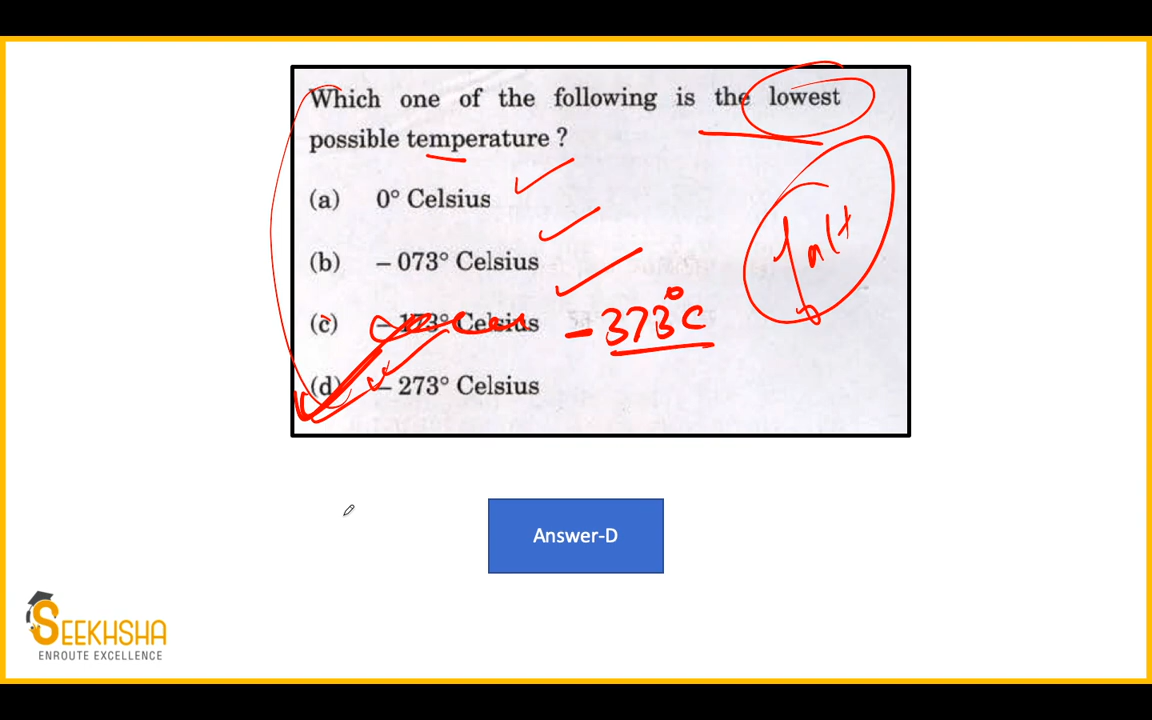 Which one of the following is the lowest
possible temperature ?
(a) 0° Celsius
(b) – 073° Celsius
(c) – 173° Celsius – 373°C
(d) – 273° Celsius
Answer-D
SEEKHSHA
ENROUTE EXCELLENCE